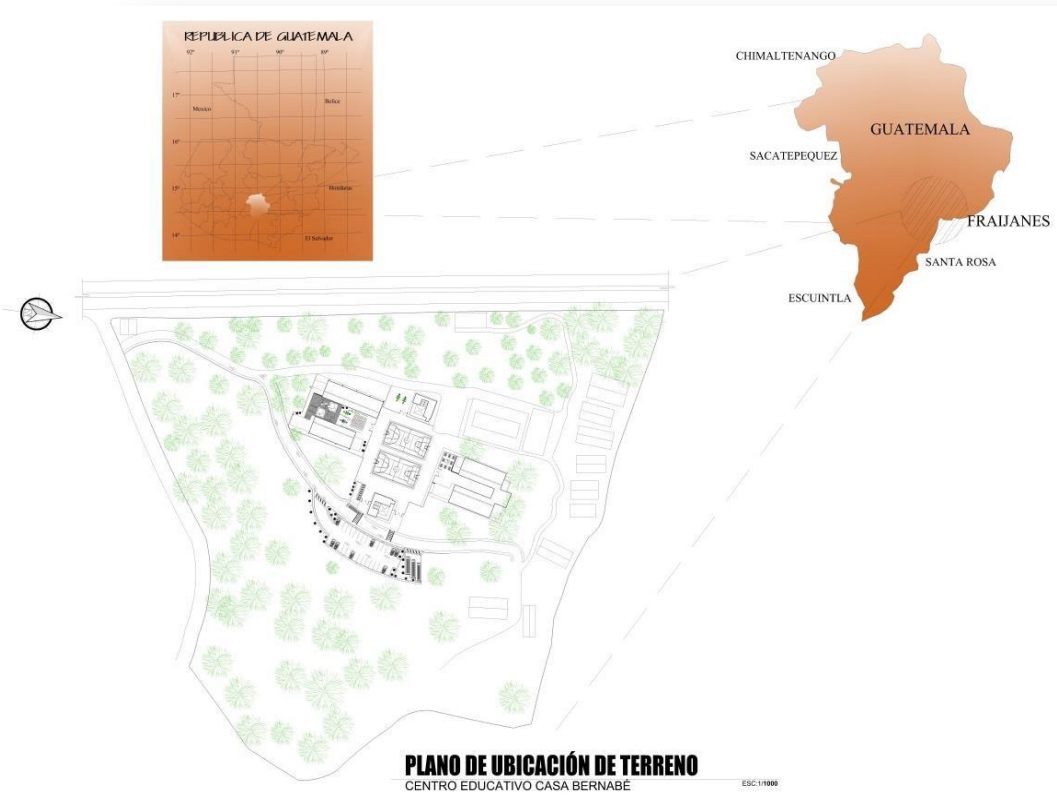 REPUBLICA DE GUATEMALA
92° 91° 90° 89°
17°
Mexico
Belice
16°
15°
Honduras
14°
El Salvador
CHIMALTENANGO
GUATEMALA
SACATEPEQUEZ
FRAIJANES
SANTA ROSA
ESCUINTLA
PLANO DE UBICACIÓN DE TERRENO
CENTRO EDUCATIVO CASA BERNABÉ
ESC:1/1000